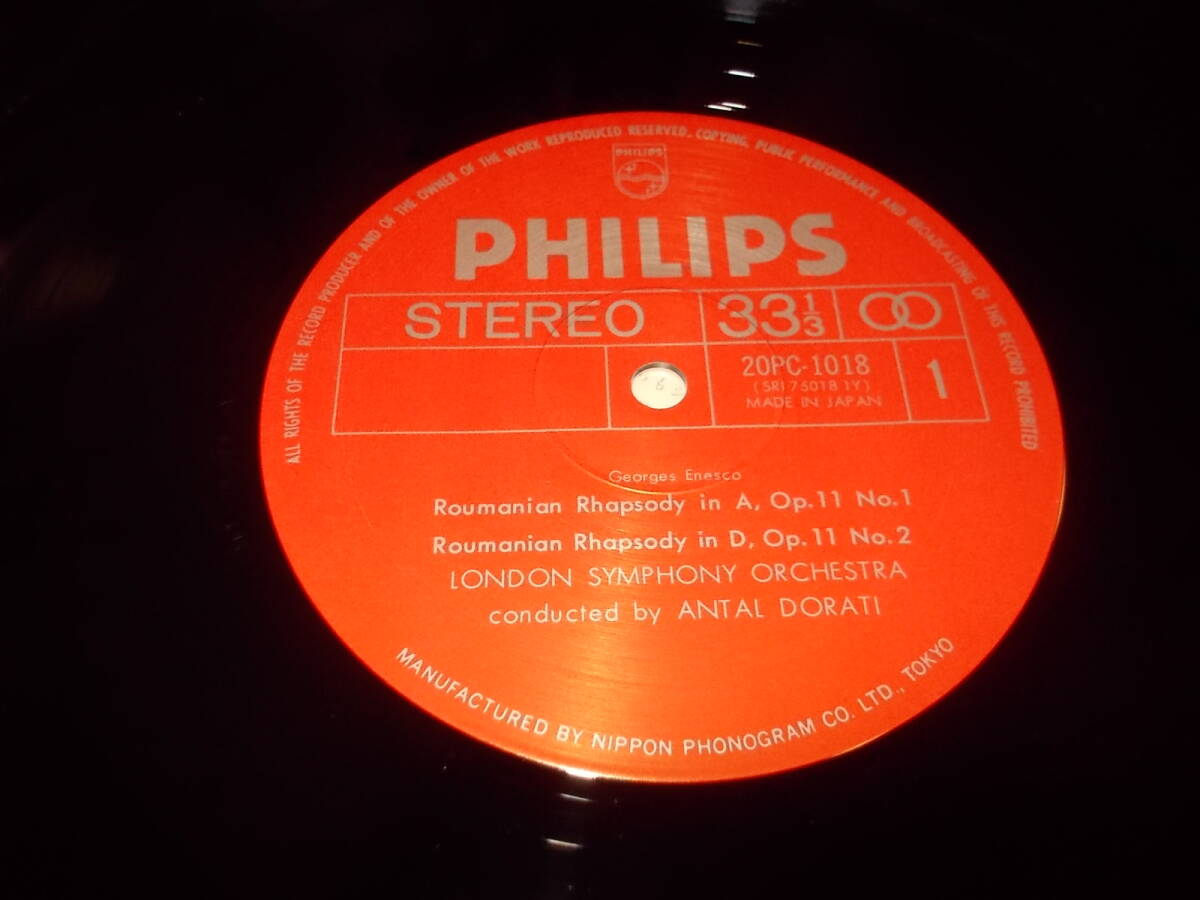 ALL RIGHTS OF THE RECORD PRODUCER AND OF THE OWNER OF THE WORK REPRODUCED RESERVED. COPYING, PUBLIC PERFORMANCE AND BROADCASTING OF THIS RECORD PROHIBITED
PHILIPS
PHILIPS
STEREO 33 1/3
20PC-1018 1
(SRI 75018 1Y)
MADE IN JAPAN
Georges Enesco
Roumanian Rhapsody in A, Op.11 No.1
Roumanian Rhapsody in D, Op.11 No.2
LONDON SYMPHONY ORCHESTRA
conducted by ANTAL DORATI
MANUFACTURED BY NIPPON PHONOGRAM CO. LTD., TOKYO